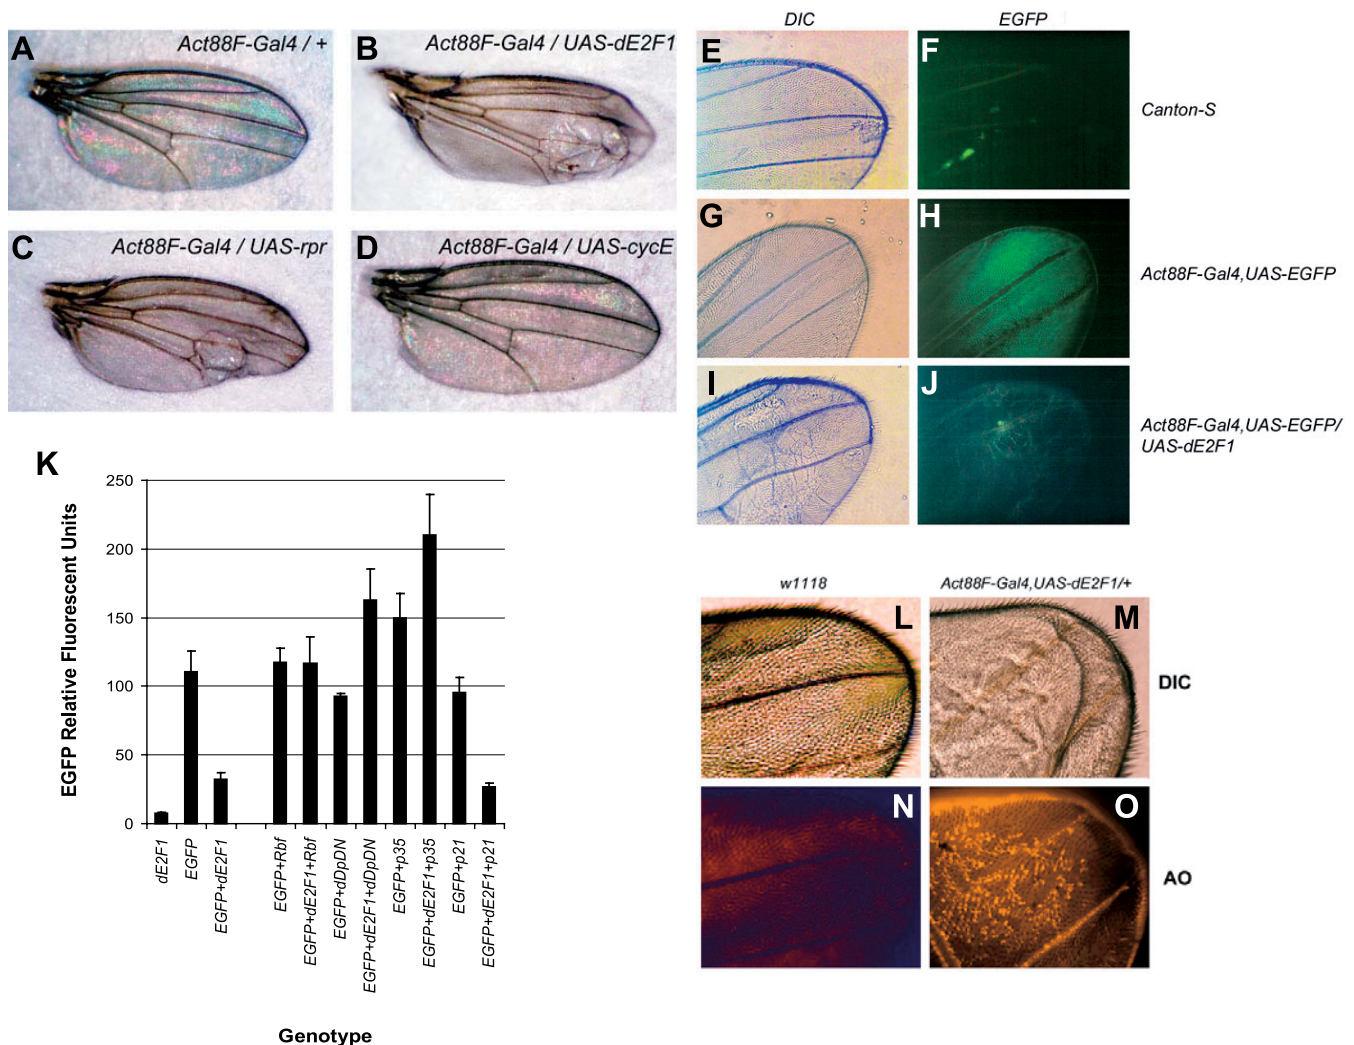 A
Act88F-Gal4 / +
B
Act88F-Gal4 / UAS-dE2F1
C
Act88F-Gal4 / UAS-rpr
D
Act88F-Gal4 / UAS-cycE
DIC
EGFP
E
F
Canton-S
G
H
Act88F-Gal4,UAS-EGFP
I
J
Act88F-Gal4,UAS-EGFP/
UAS-dE2F1
K
EGFP Relative Fluorescent Units
250
200
150
100
50
0
dE2F1
EGFP
EGFP+dE2F1
EGFP+Rbf
EGFP+dE2F1+Rbf
EGFP+dDpDN
EGFP+dE2F1+dDpDN
EGFP+p35
EGFP+dE2F1+p35
EGFP+p21
EGFP+dE2F1+p21
Genotype
w1118
Act88F-Gal4,UAS-dE2F1/+
L
M
DIC
N
O
AO